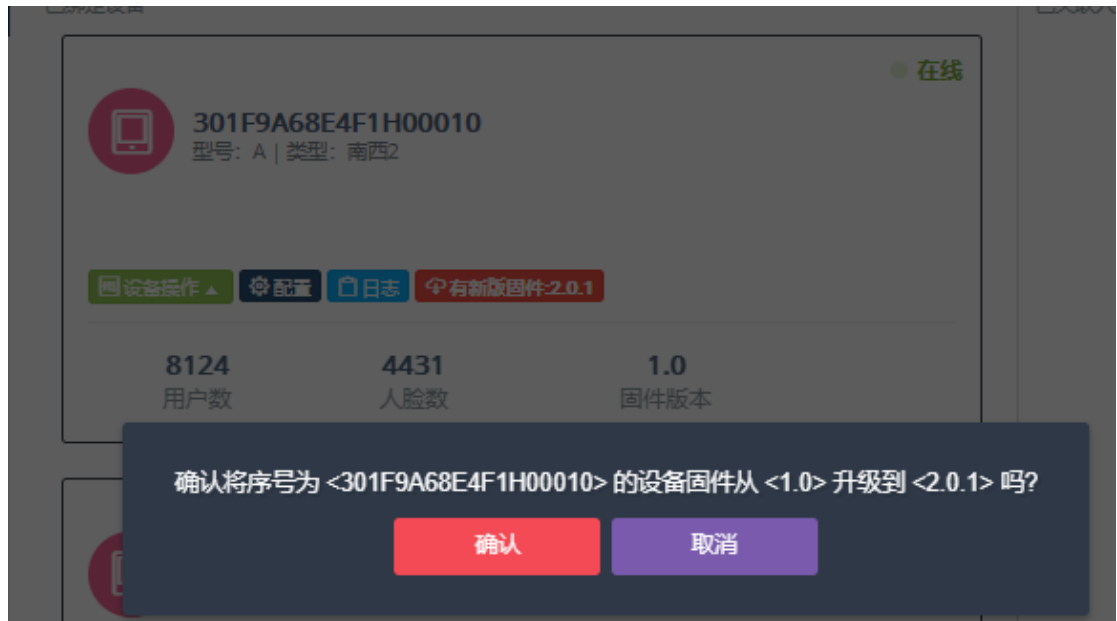 在线
301F9A68E4F1H00010
型号: A | 类型: 南西2
设备操作 配置 日志 有新版固件:2.0.1
8124 4431 1.0
用户数 人脸数 固件版本
确认将序号为 <301F9A68E4F1H00010> 的设备固件从 <1.0> 升级到 <2.0.1> 吗?
确认 取消